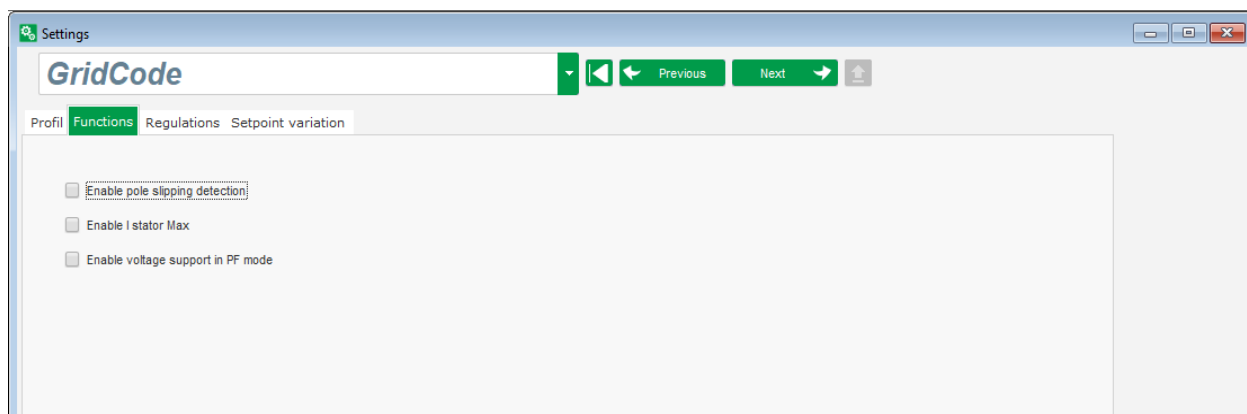 Settings
GridCode
Previous Next
Profil Functions Regulations Setpoint variation
Enable pole slipping detection
Enable I stator Max
Enable voltage support in PF mode